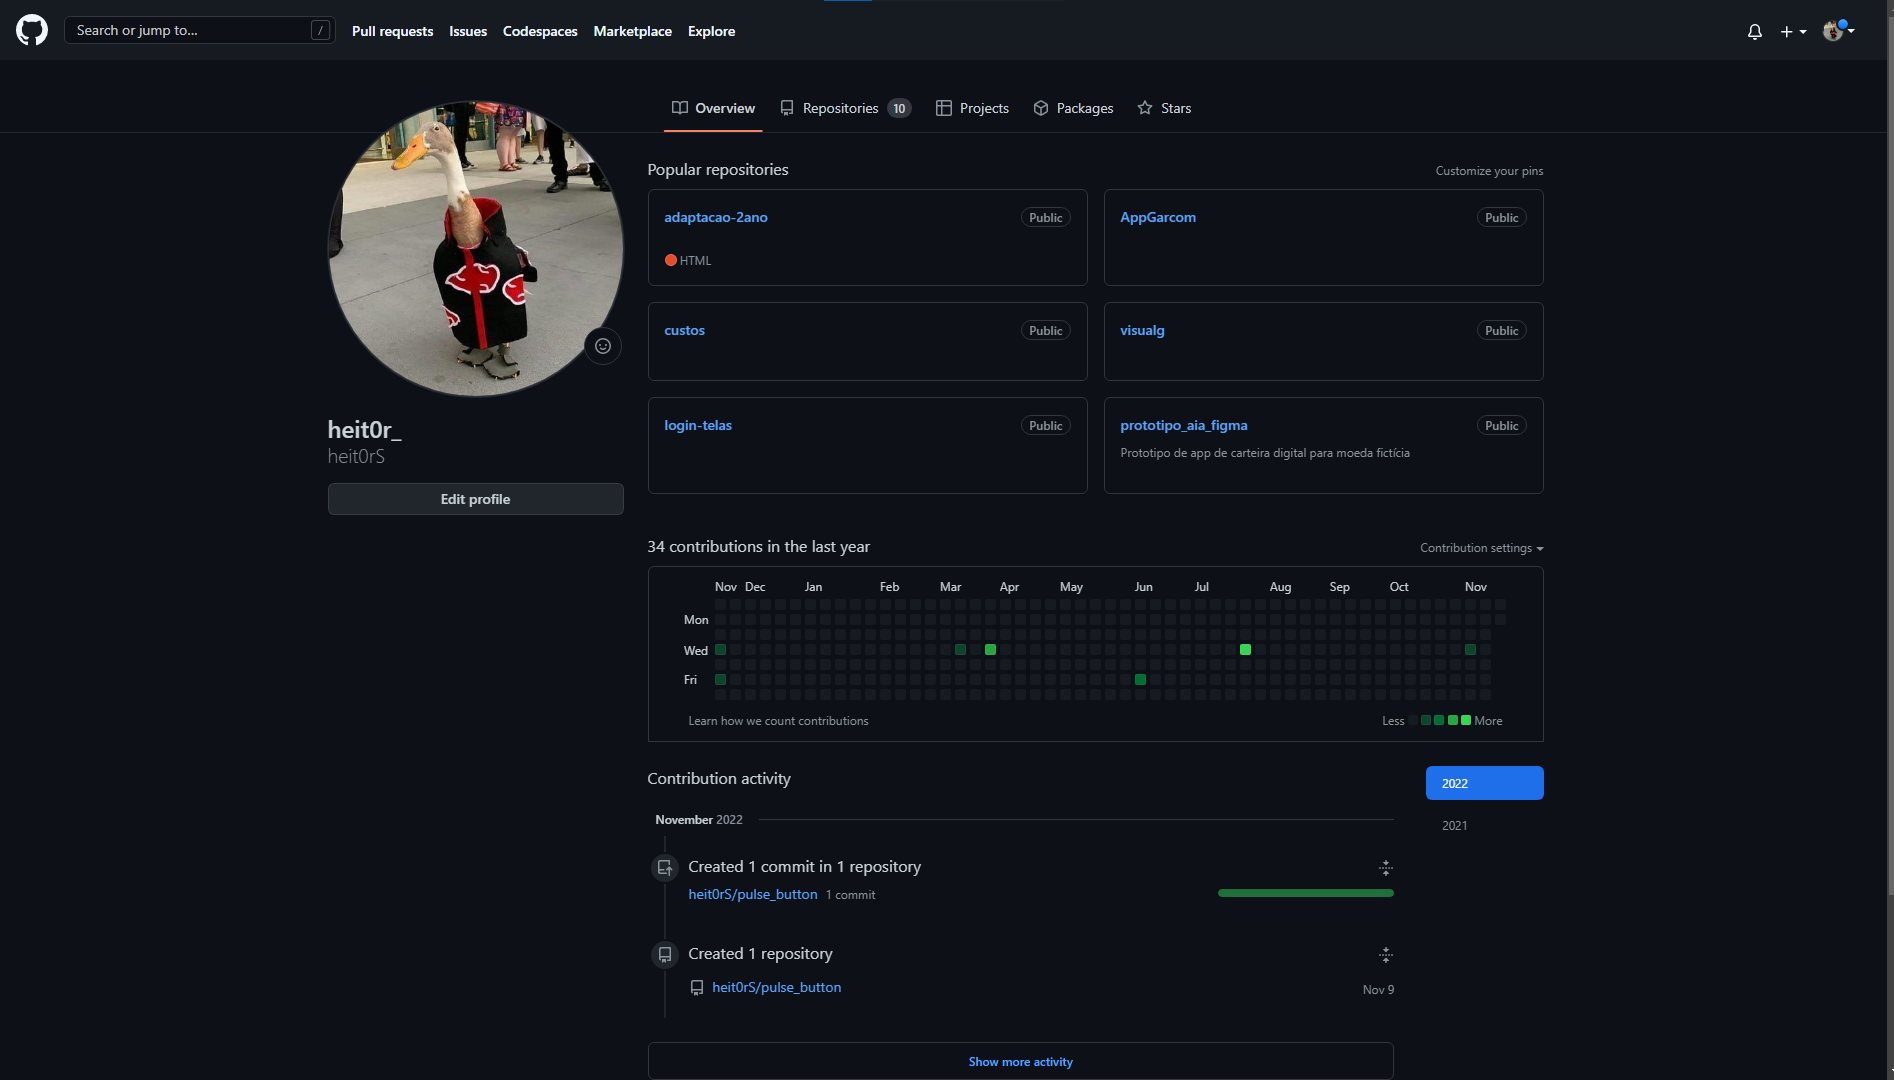 Search or jump to... /
Pull requests Issues Codespaces Marketplace Explore
Overview Repositories 10 Projects Packages Stars
heit0r_
heit0rS
Edit profile
Popular repositories Customize your pins
adaptacao-2ano Public
HTML
AppGarcom Public
custos Public
visualg Public
login-telas Public
prototipo_aia_figma Public
Prototipo de app de carteira digital para moeda fictícia
34 contributions in the last year Contribution settings
Nov Dec Jan Feb Mar Apr May Jun Jul Aug Sep Oct Nov
Mon
Wed
Fri
Learn how we count contributions Less More
Contribution activity
2022
2021
November 2022
Created 1 commit in 1 repository
heit0rS/pulse_button 1 commit
Created 1 repository
heit0rS/pulse_button Nov 9
Show more activity